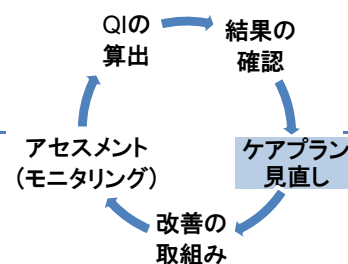 QIの
算出
結果の
確認
ケアプラン
見直し
改善の
取組み
アセスメント
（モニタリング）